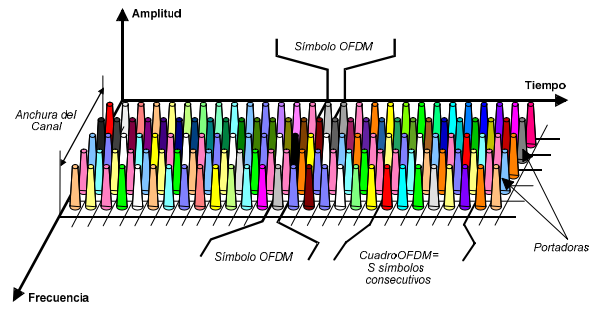 Amplitud
Símbolo OFDM
Tiempo
Anchura del
Canal
Portadoras
Símbolo OFDM
CuadroOFDM=
S símbolos
consecutivos
Frecuencia